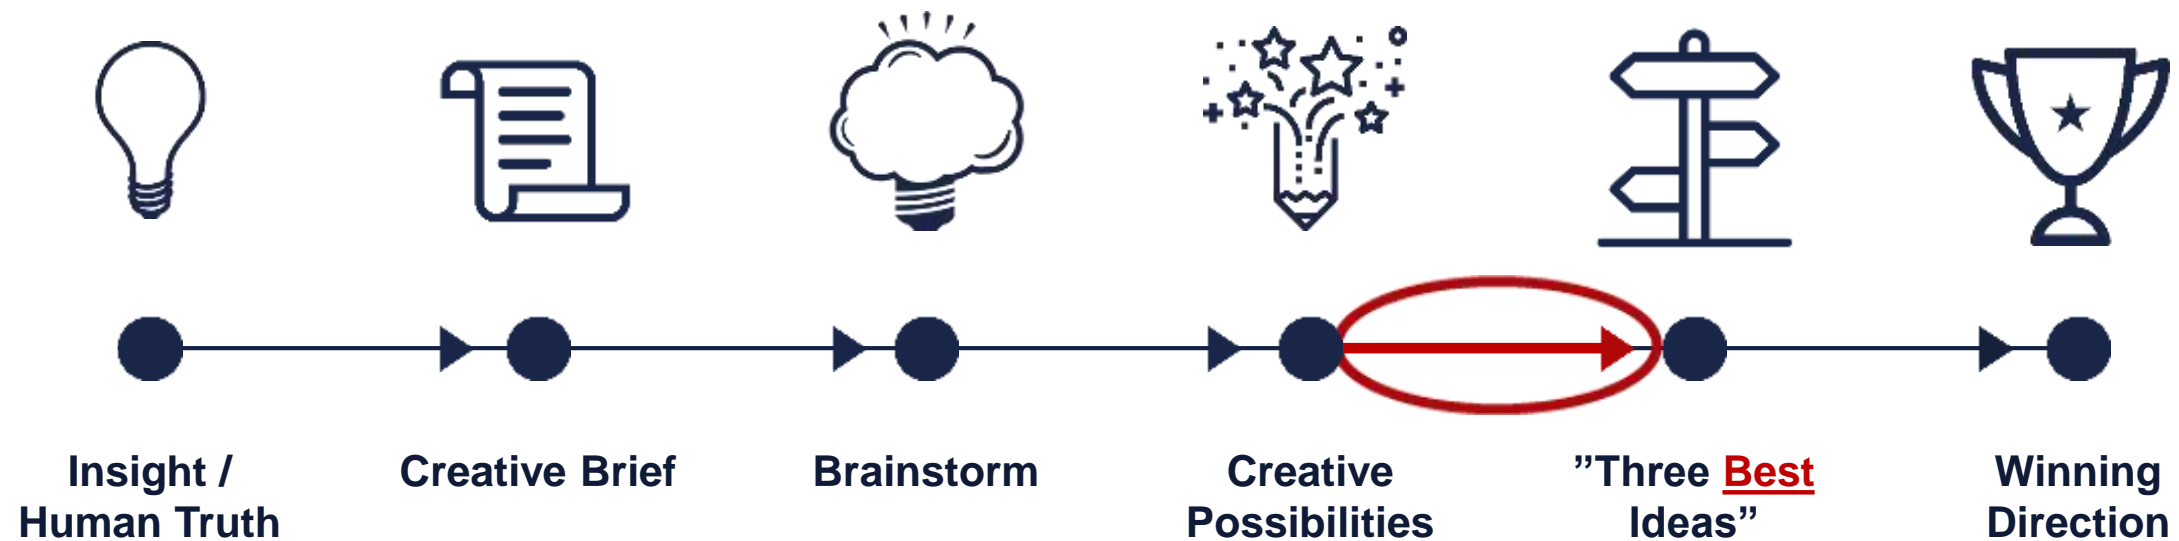 Insight /
Human Truth
Creative Brief
Brainstorm
Creative
Possibilities
”Three Best
Ideas”
Winning
Direction